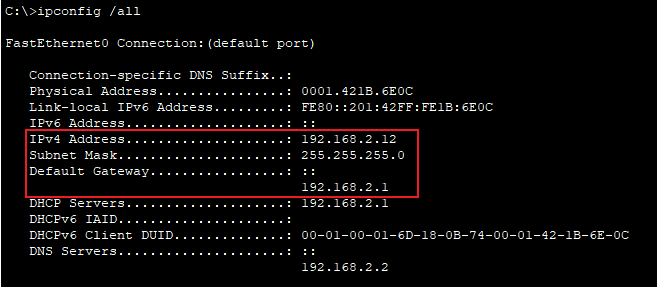 C:\>ipconfig /all
FastEthernet0 Connection:(default port)
Connection-specific DNS Suffix..:
Physical Address................: 0001.421B.6E0C
Link-local IPv6 Address.........: FE80::201:42FF:FE1B:6E0C
IPv6 Address....................: ::
IPv4 Address....................: 192.168.2.12
Subnet Mask.....................: 255.255.255.0
Default Gateway.................: ::
192.168.2.1
DHCP Servers....................: 192.168.2.1
DHCPv6 IAID.....................:
DHCPv6 Client DUID..............: 00-01-00-01-6D-18-0B-74-00-01-42-1B-6E-0C
DNS Servers.....................: ::
192.168.2.2